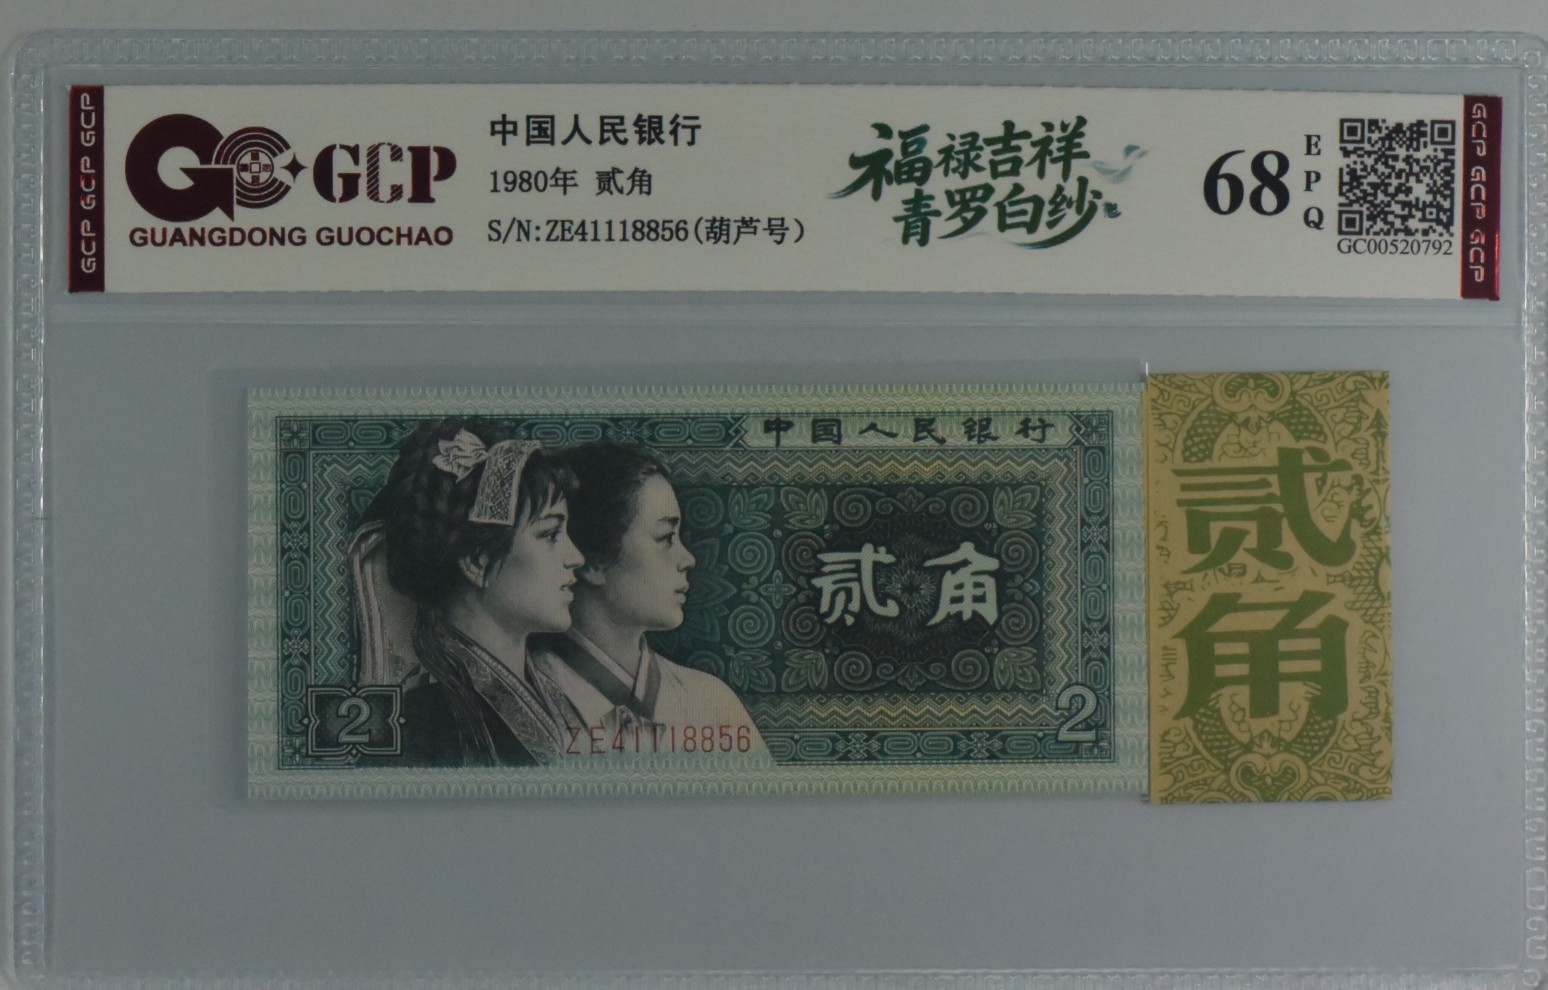 GCP GCP GCP
GCP
GUANGDONG GUOCHAO
中国人民银行
1980年 贰角
S/N:ZE41118856(葫芦号)
福禄吉祥
青罗白纱
68
E
P
Q
GC00520792
GCP GCP GCP
中国人民银行
贰角
2
2
ZE41118856
贰
角